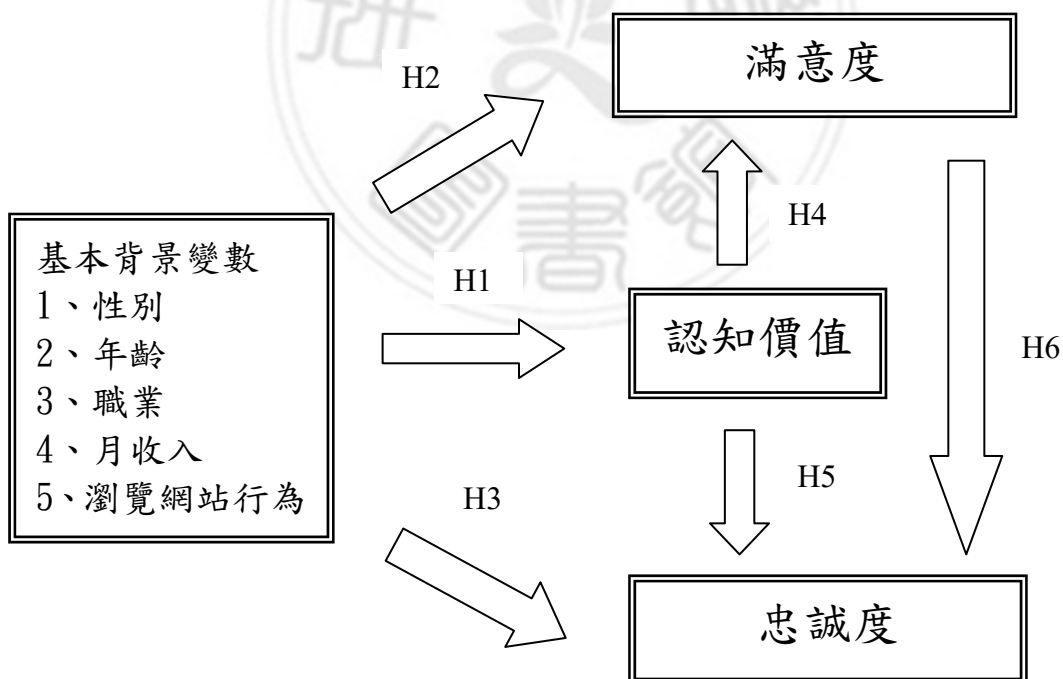 滿意度
H2
H4
基本背景變數
1、性別
2、年齡
3、職業
4、月收入
5、瀏覽網站行為
H1
認知價值
H6
H5
H3
忠誠度
書